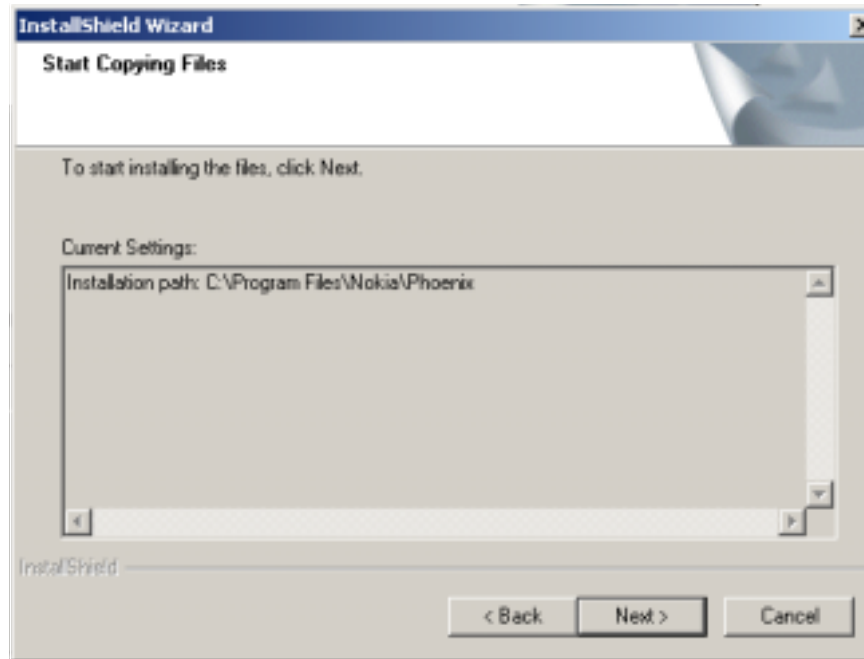 InstallShield Wizard
Start Copying Files
To start installing the files, click Next.
Current Settings:
Installation path: C:\Program Files\Nokia\Phoenix
InstallShield
< Back Next > Cancel